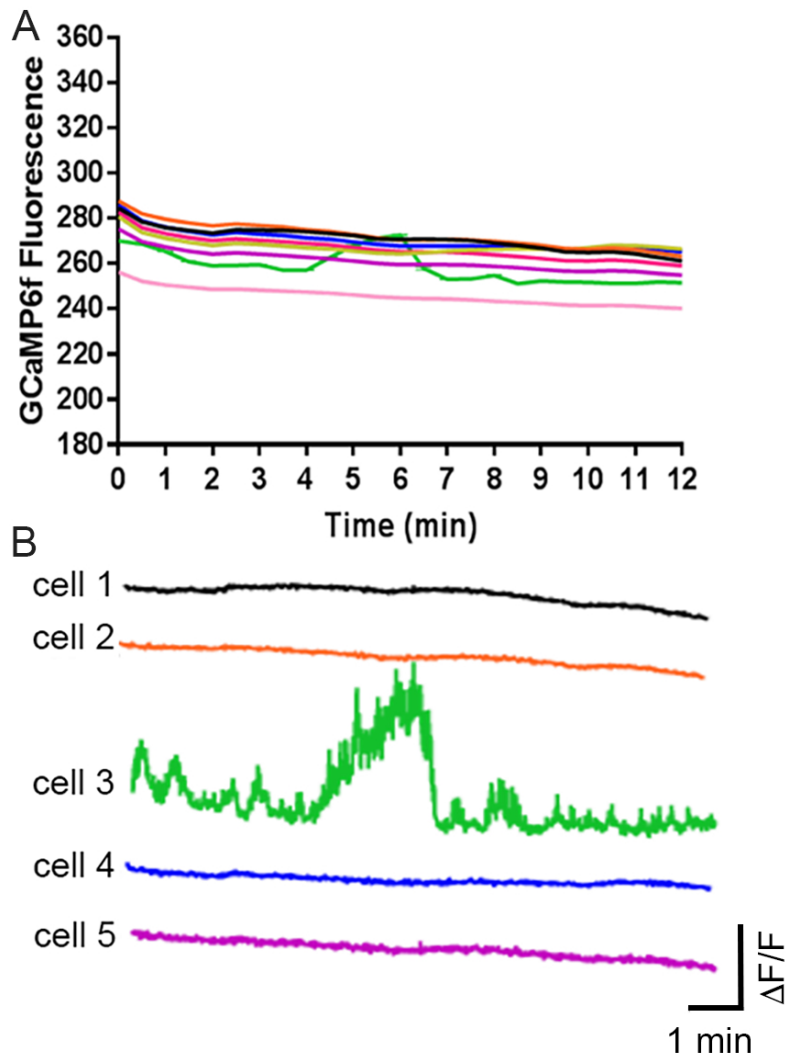 A
GCaMP6f Fluorescence
360
340
320
300
280
260
240
220
200
180
0 1 2 3 4 5 6 7 8 9 10 11 12
Time (min)
B
cell 1
cell 2
cell 3
cell 4
cell 5
ΔF/F
1 min